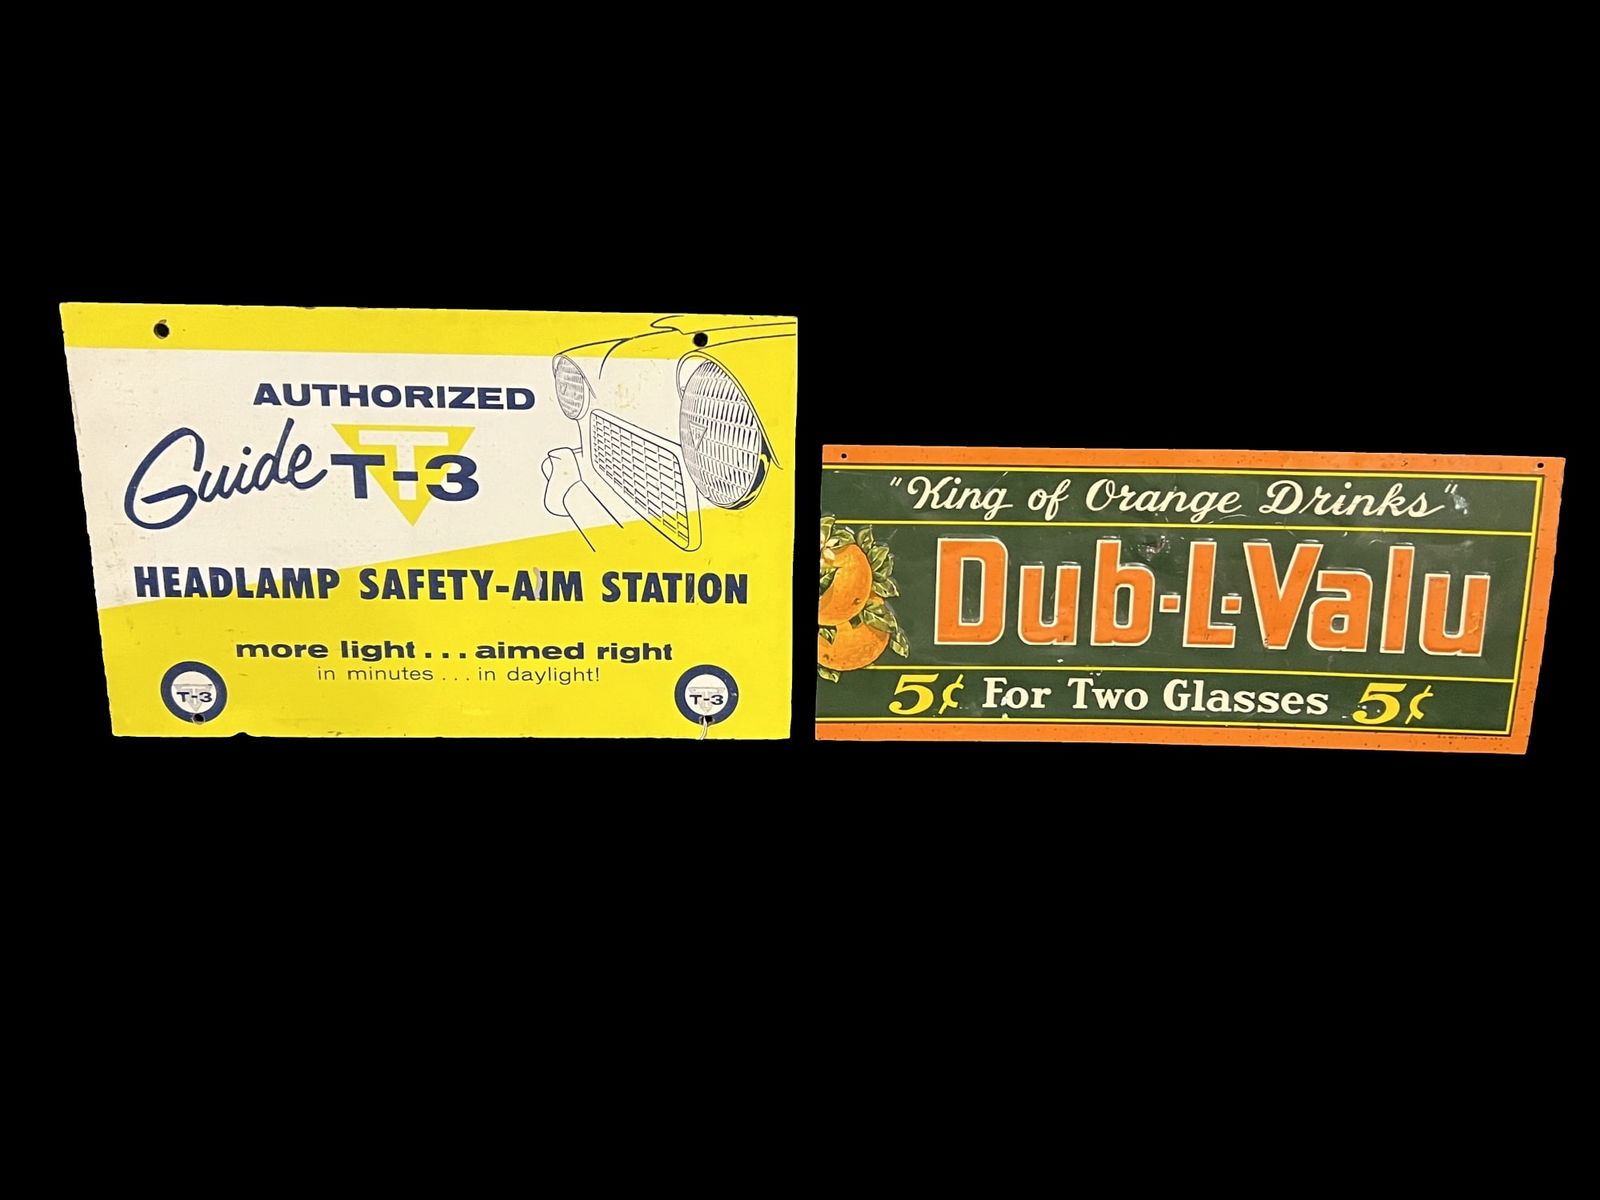 AUTHORIZED
Guide T-3
HEADLAMP SAFETY-AIM STATION
more light... aimed right
in minutes... in daylight!
T-3
T-3
"King of Orange Drinks"
Dub·L·Valu
5¢ For Two Glasses 5¢